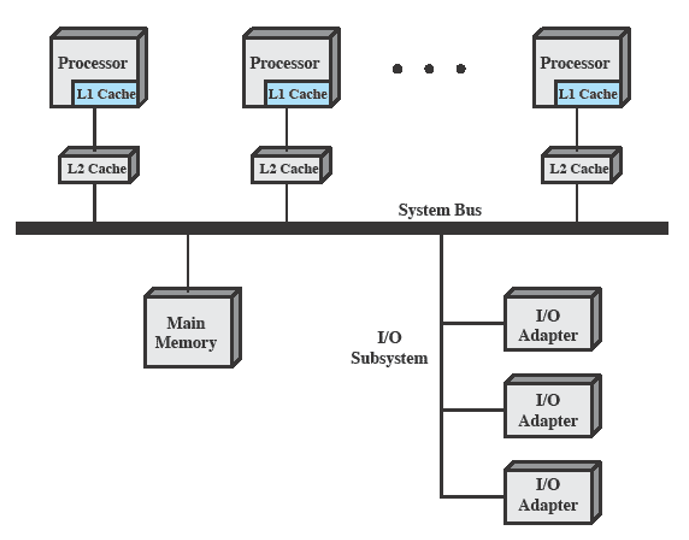 Processor
L1 Cache
Processor
L1 Cache
Processor
L1 Cache
L2 Cache
L2 Cache
L2 Cache
System Bus
Main
Memory
I/O
Subsystem
I/O
Adapter
I/O
Adapter
I/O
Adapter